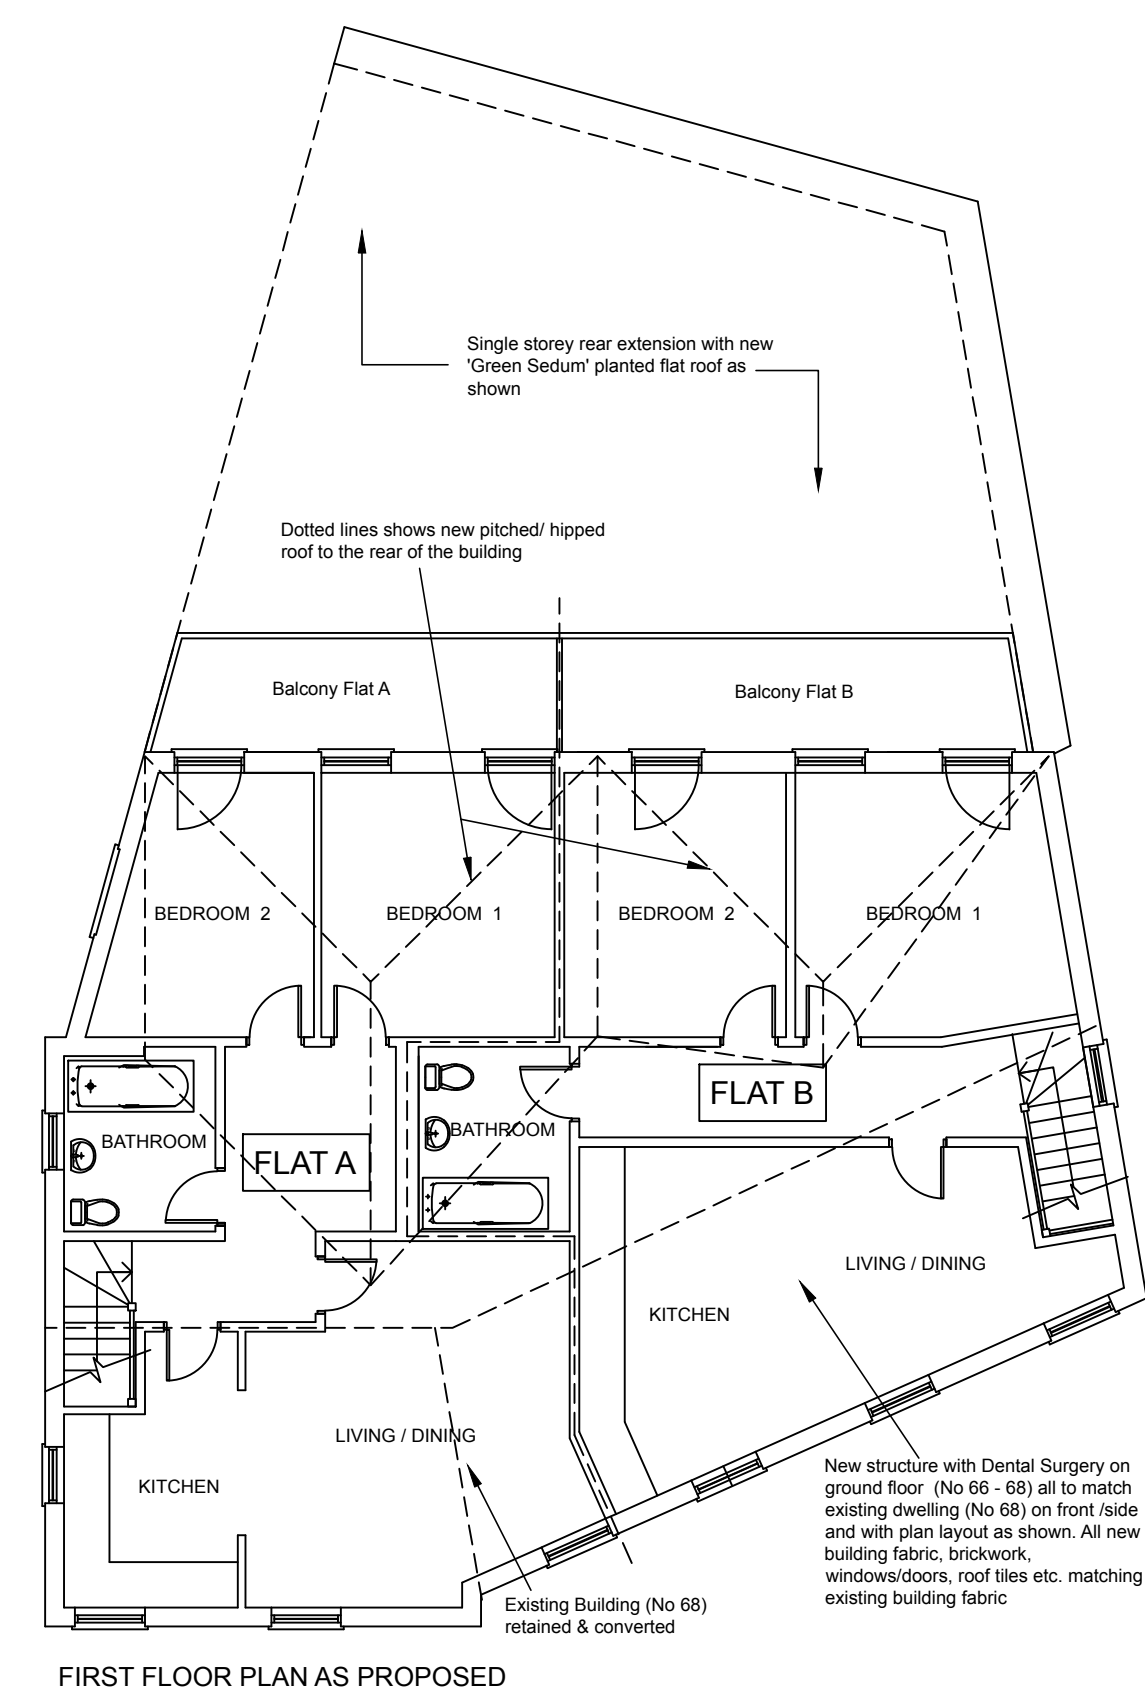 Single storey rear extension with new
'Green Sedum' planted flat roof as
shown
Dotted lines shows new pitched/ hipped
roof to the rear of the building
Balcony Flat A
Balcony Flat B
BEDROOM 2
BEDROOM 1
BEDROOM 2
BEDROOM 1
FLAT B
BATHROOM
BATHROOM
FLAT A
LIVING / DINING
KITCHEN
LIVING / DINING
KITCHEN
New structure with Dental Surgery on
ground floor (No 66 - 68) all to match
existing dwelling (No 68) on front /side
and with plan layout as shown. All new
building fabric, brickwork,
windows/doors, roof tiles etc. matching
existing building fabric
Existing Building (No 68)
retained & converted
FIRST FLOOR PLAN AS PROPOSED